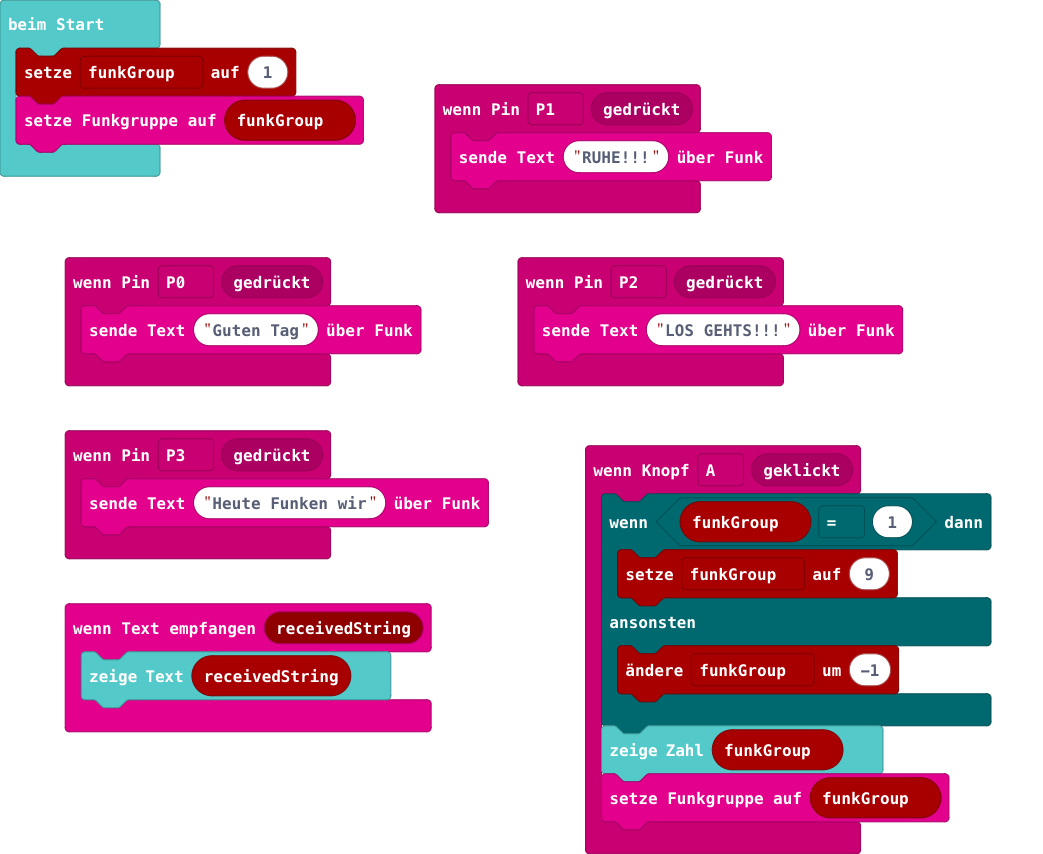 beim Start
setze funkGroup auf 1
setze Funkgruppe auf funkGroup
wenn Pin P1 gedrückt
sende Text "RUHE!!!" über Funk
wenn Pin P0 gedrückt
sende Text "Guten Tag" über Funk
wenn Pin P2 gedrückt
sende Text "LOS GEHTS!!!" über Funk
wenn Pin P3 gedrückt
sende Text "Heute Funken wir" über Funk
wenn Text empfangen receivedString
zeige Text receivedString
wenn Knopf A geklickt
wenn funkGroup = 1 dann
setze funkGroup auf 9
ansonsten
ändere funkGroup um −1
zeige Zahl funkGroup
setze Funkgruppe auf funkGroup